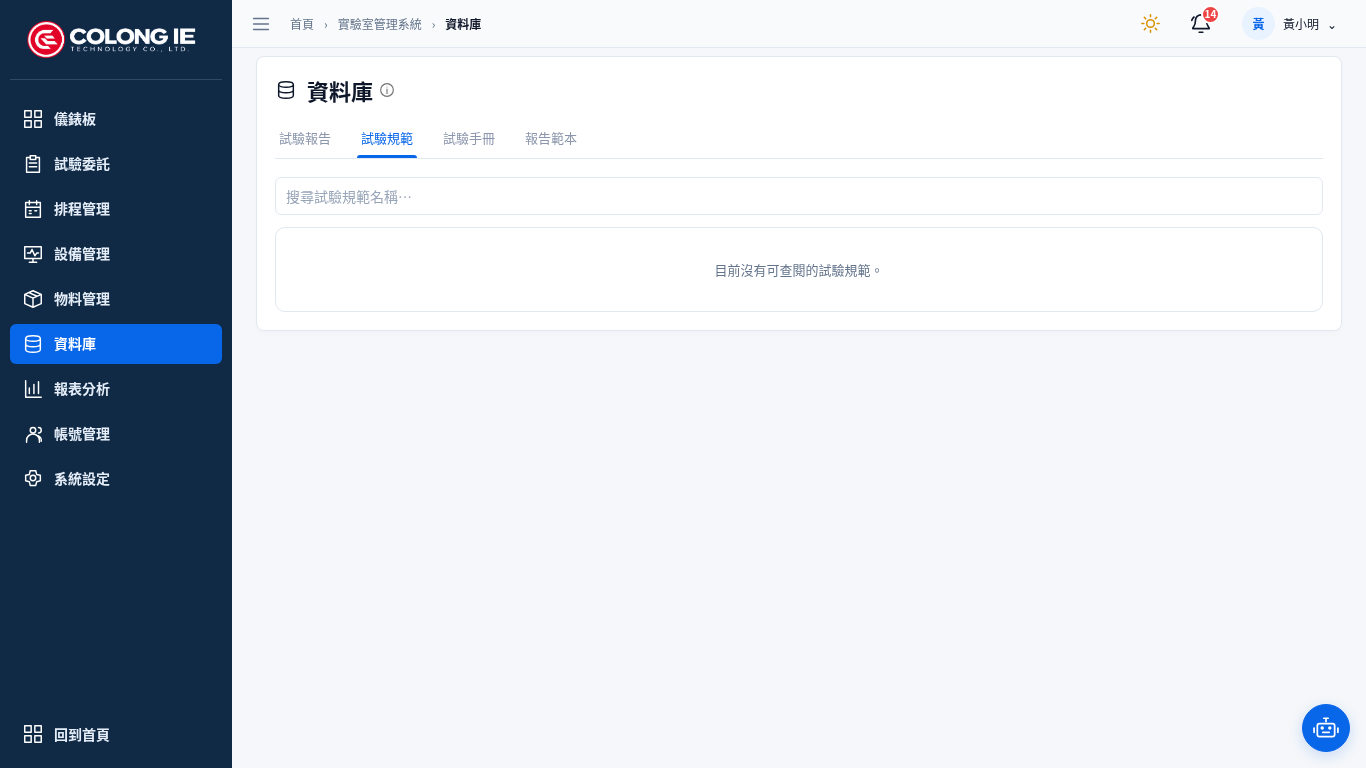 COLONG IE
TECHNOLOGY CO., LTD.
儀錶板
試驗委託
排程管理
設備管理
物料管理
資料庫
報表分析
帳號管理
系統設定
回到首頁
首頁 › 實驗室管理系統 › 資料庫
14
黃 黃小明
資料庫
試驗報告 試驗規範 試驗手冊 報告範本
搜尋試驗規範名稱…
目前沒有可查閱的試驗規範。